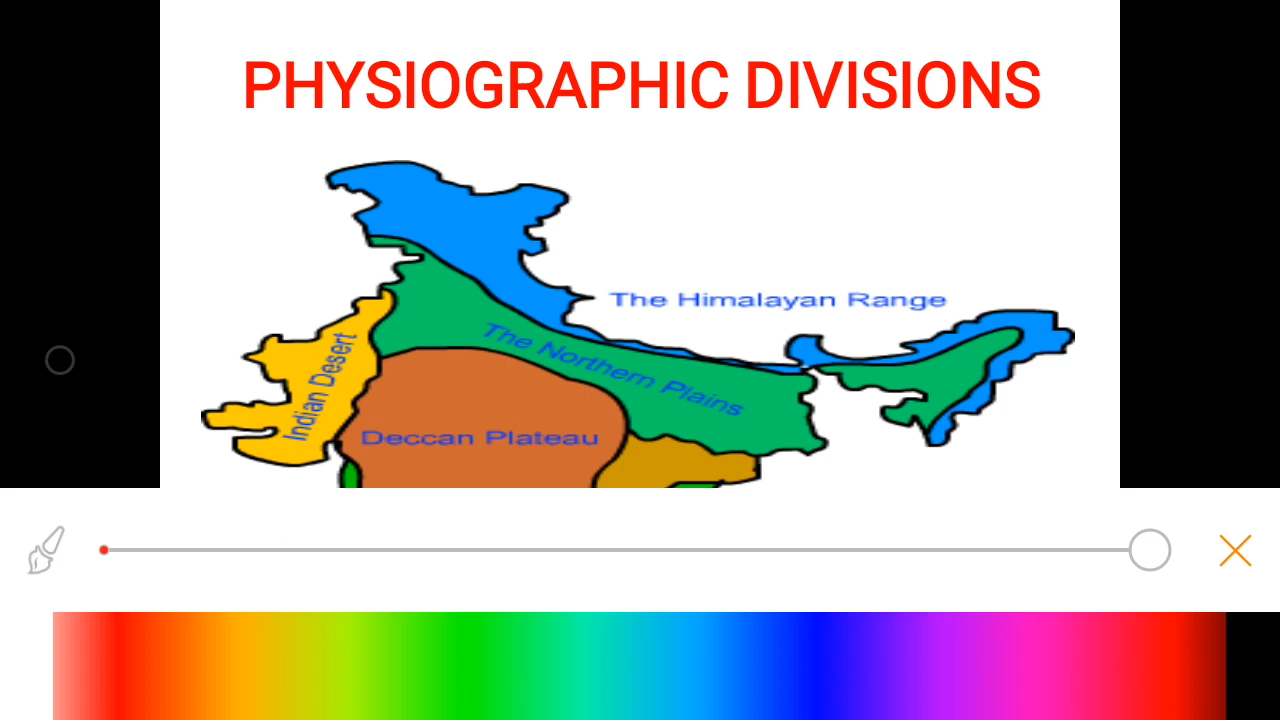 PHYSIOGRAPHIC DIVISIONS
The Himalayan Range
The Northern Plains
Indian Desert
Deccan Plateau